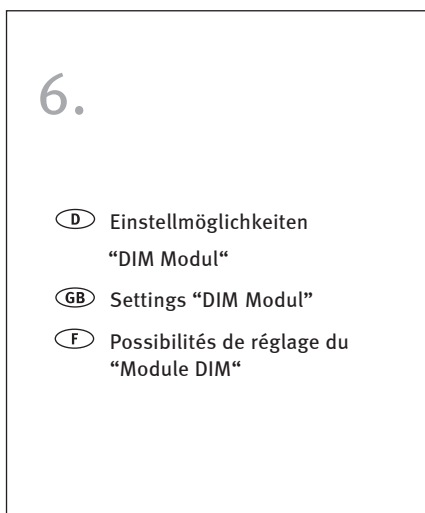 6.
D Einstellmöglichkeiten
“DIM Modul“
GB Settings “DIM Modul”
F Possibilités de réglage du
“Module DIM“